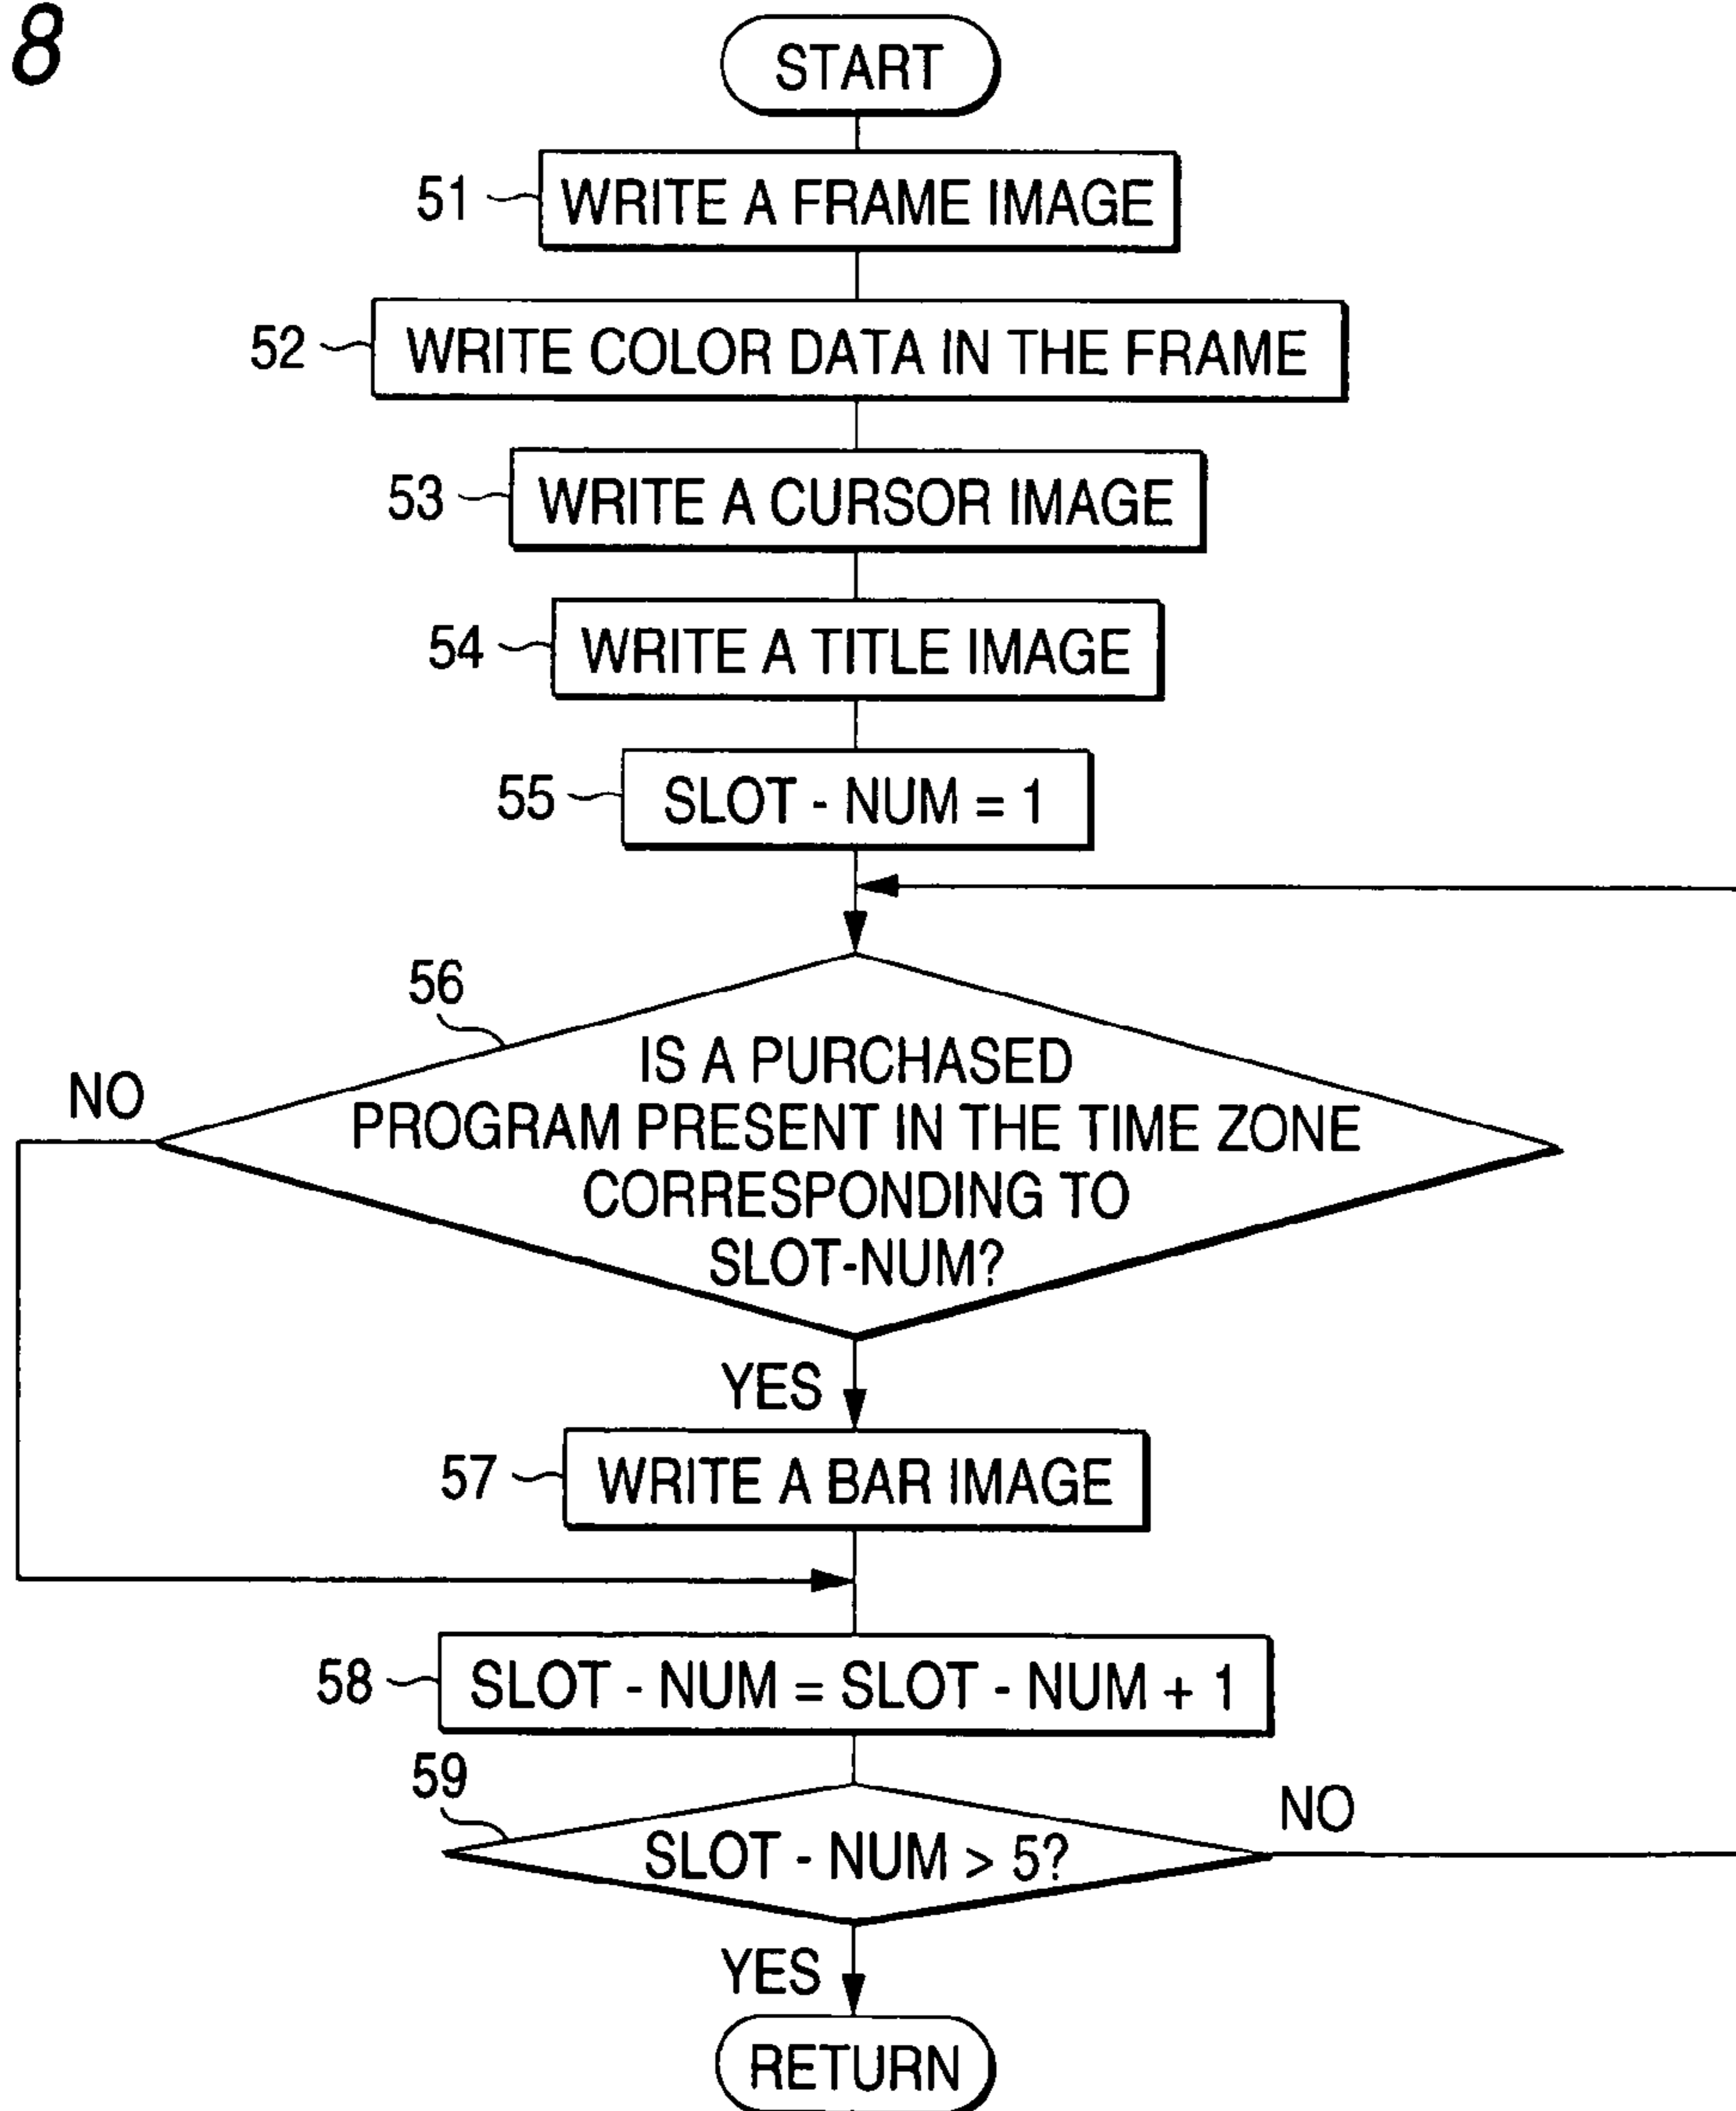 8
START
51
WRITE A FRAME IMAGE
52
WRITE COLOR DATA IN THE FRAME
53
WRITE A CURSOR IMAGE
54
WRITE A TITLE IMAGE
55
SLOT - NUM = 1
56
NO
IS A PURCHASED
PROGRAM PRESENT IN THE TIME ZONE
CORRESPONDING TO
SLOT-NUM?
YES
57
WRITE A BAR IMAGE
58
SLOT - NUM = SLOT - NUM + 1
59
NO
SLOT - NUM > 5?
YES
RETURN